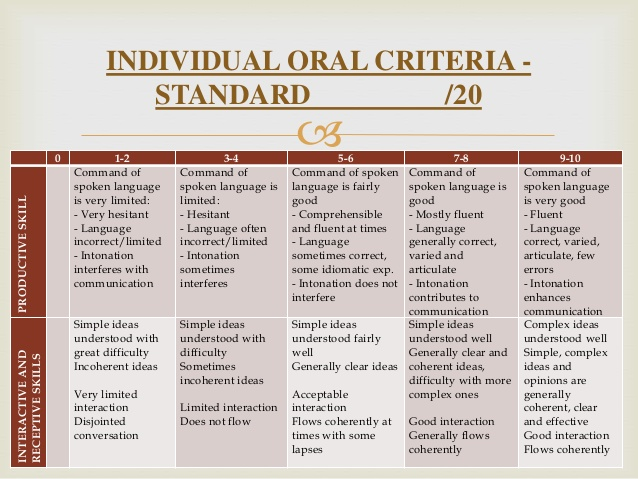 INDIVIDUAL ORAL CRITERIA -
STANDARD /20
0 1-2 3-4 5-6 7-8 9-10
PRODUCTIVE SKILL
Command of
spoken language
is very limited:
- Very hesitant
- Language
incorrect/limited
- Intonation
interferes with
communication
Command of
spoken language is
limited:
- Hesitant
- Language often
incorrect/limited
- Intonation
sometimes
interferes
Command of spoken
language is fairly
good
- Comprehensible
and fluent at times
- Language
sometimes correct,
some idiomatic exp.
- Intonation does not
interfere
Command of
spoken language is
good
- Mostly fluent
- Language
generally correct,
varied and
articulate
- Intonation
contributes to
communication
Command of
spoken language
is very good
- Fluent
- Language
correct, varied,
articulate, few
errors
- Intonation
enhances
communication
INTERACTIVE AND
RECEPTIVE SKILLS
Simple ideas
understood with
great difficulty
Incoherent ideas
Very limited
interaction
Disjointed
conversation
Simple ideas
understood with
difficulty
Sometimes
incoherent ideas
Limited interaction
Does not flow
Simple ideas
understood fairly
well
Generally clear ideas
Acceptable
interaction
Flows coherently at
times with some
lapses
Simple ideas
understood well
Generally clear and
coherent ideas,
difficulty with more
complex ones
Good interaction
Generally flows
coherently
Complex ideas
understood well
Simple, complex
ideas and
opinions are
generally
coherent, clear
and effective
Good interaction
Flows coherently